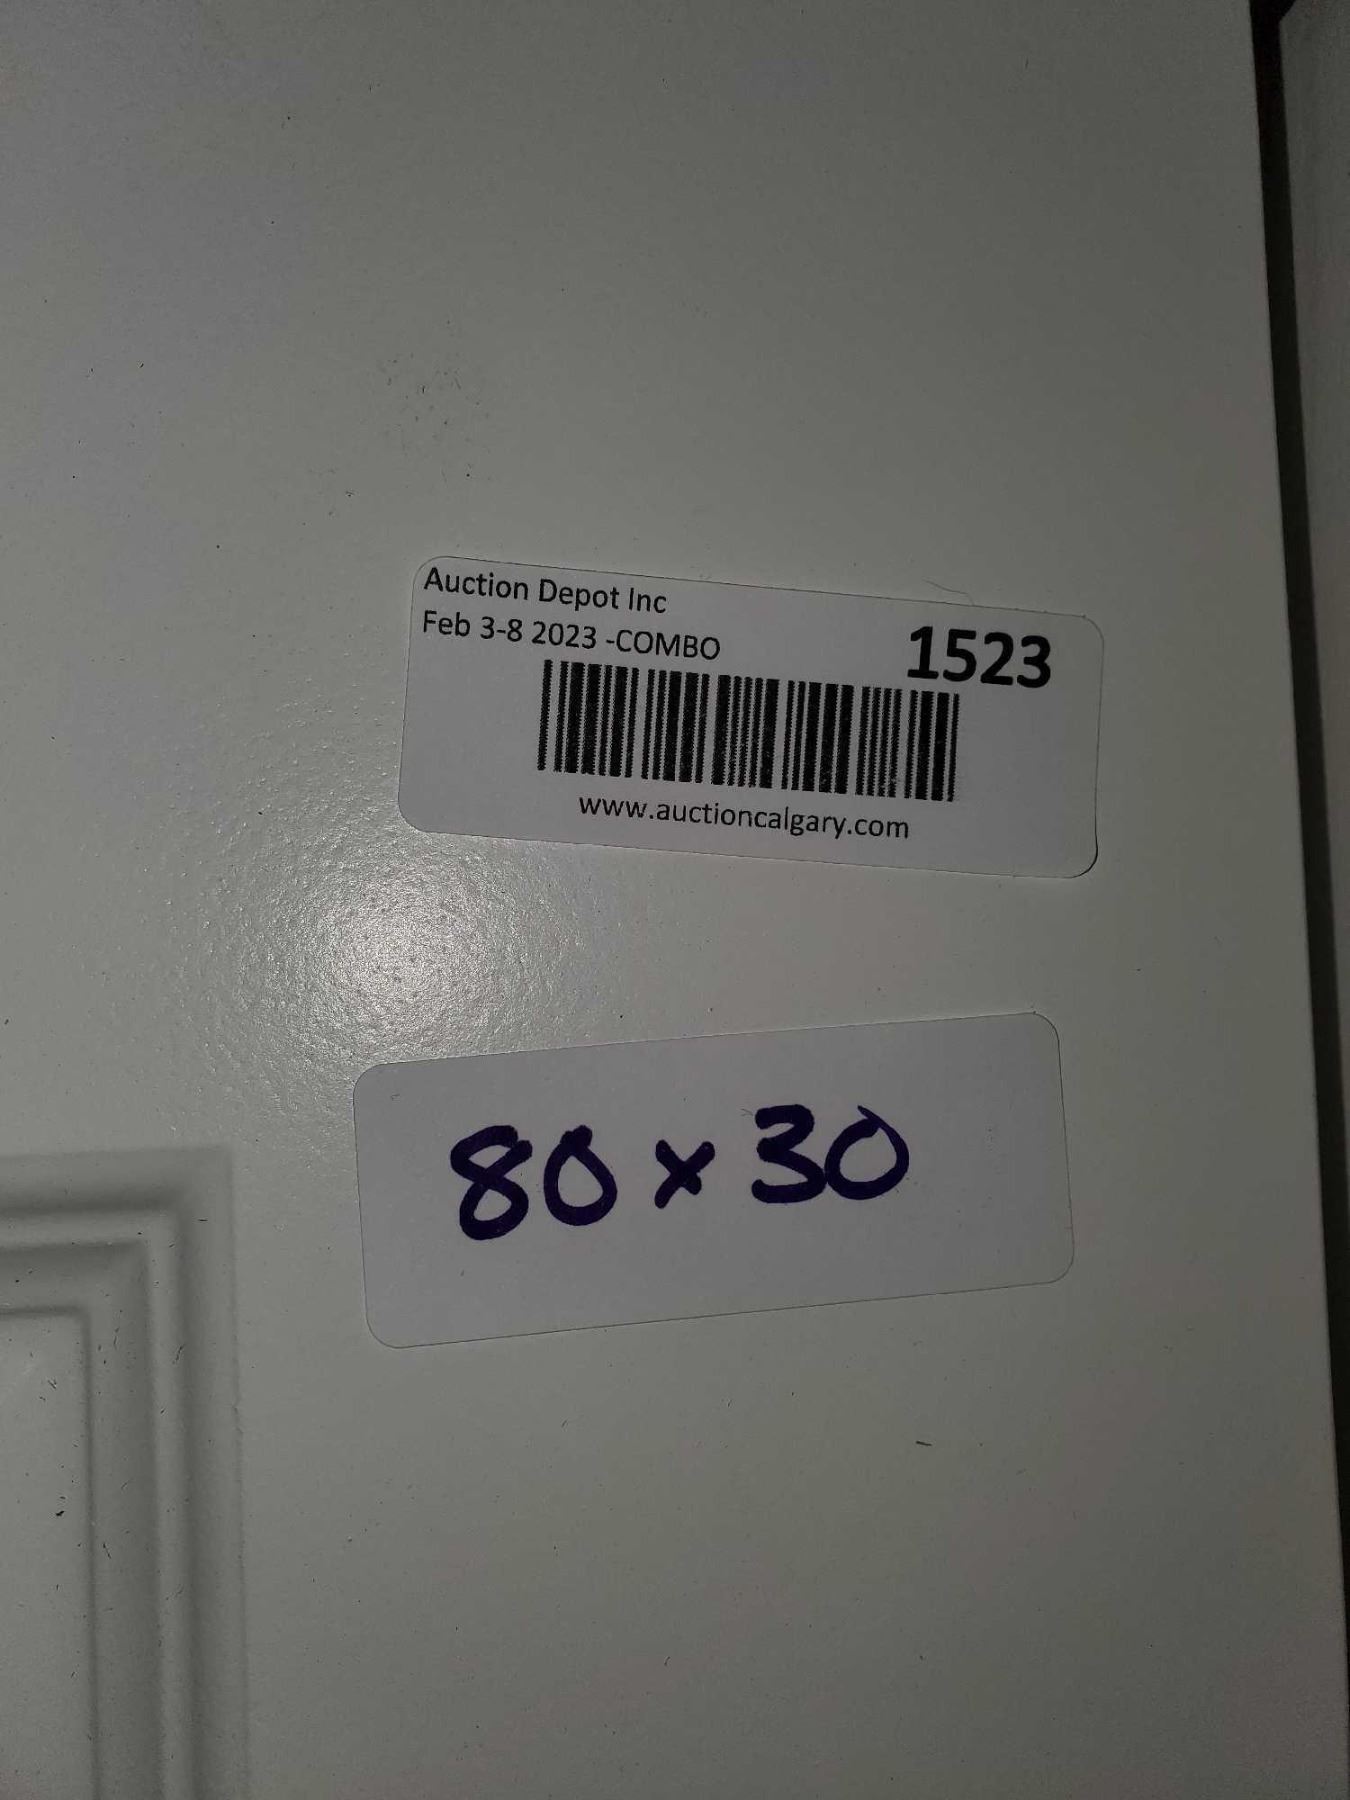 Auction Depot Inc
Feb 3-8 2023 -COMBO
1523
www.auctioncalgary.com
80 x 30